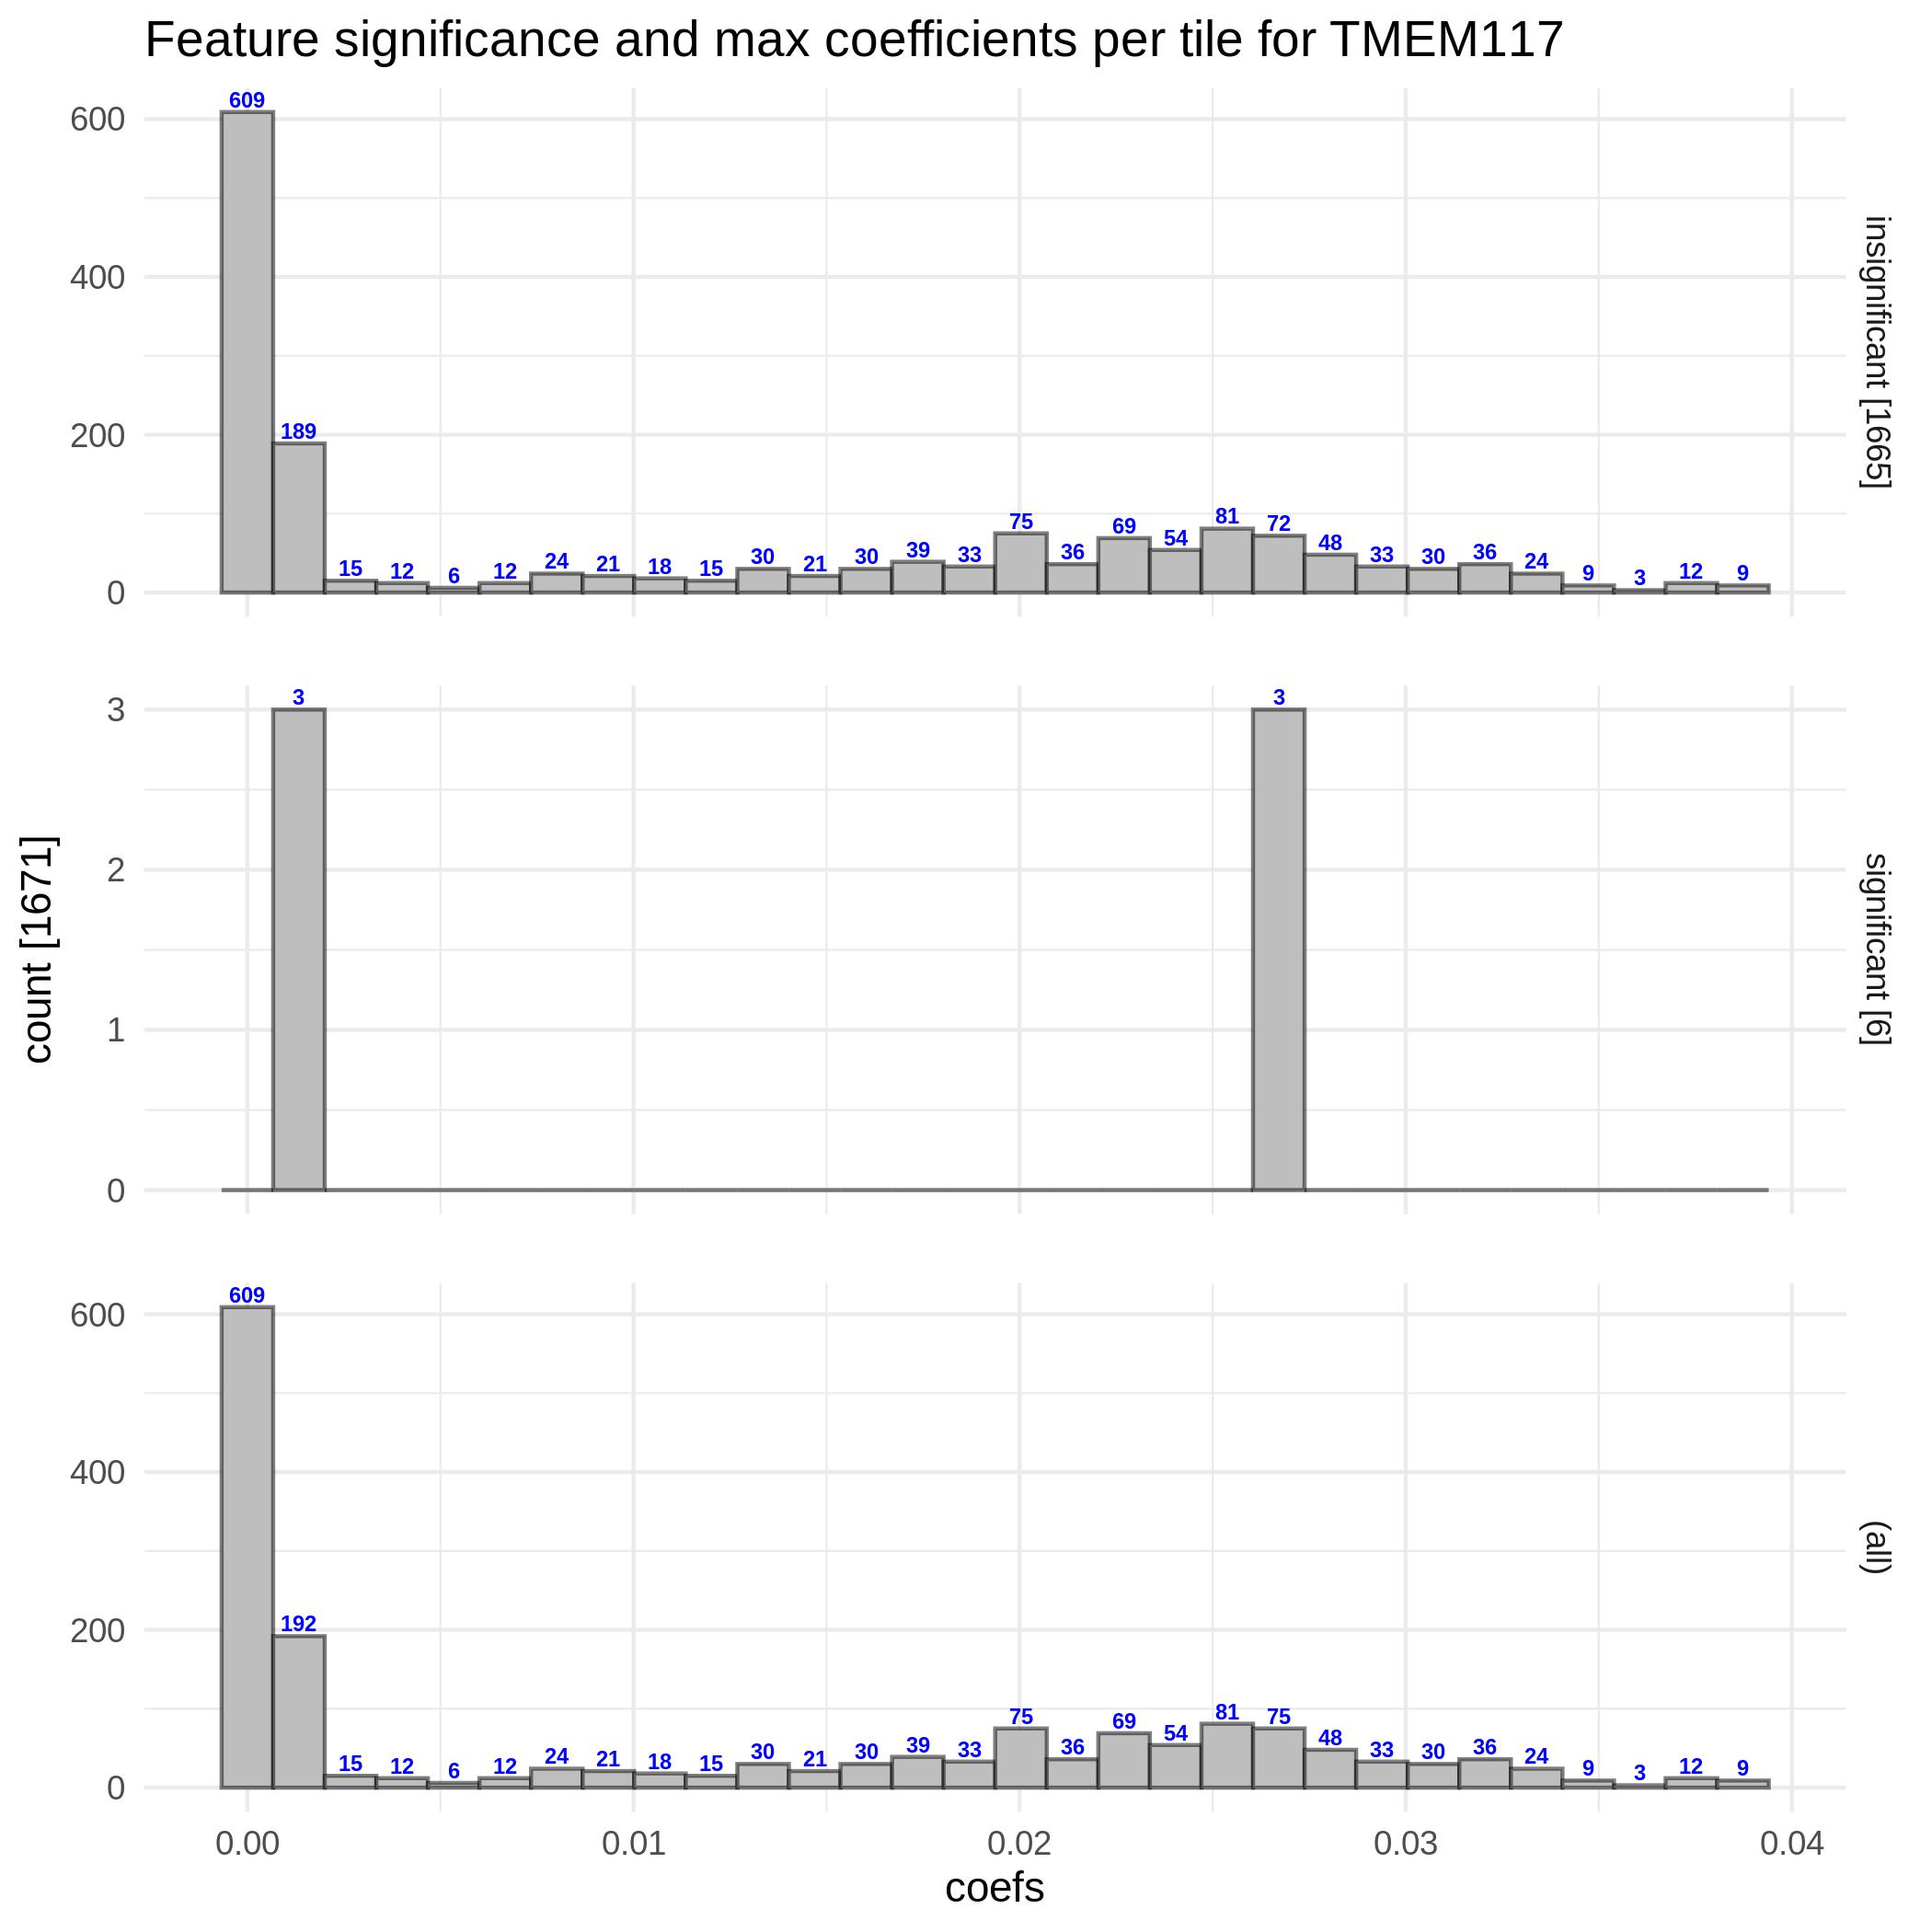 Feature significance and max coefficients per tile for TMEM117
609
600
400
200
0
189
15 12 6 12 24 21 18 15 30 21 30 39 33 75 36 69 54 81 72 48 33 30 36 24 9 3 12 9
insignificant [1665]
3 3
3
2
1
0
significant [6]
count [1671]
609
600
400
200
0
192
15 12 6 12 24 21 18 15 30 21 30 39 33 75 36 69 54 81 75 48 33 30 36 24 9 3 12 9
(all)
0.00 0.01 0.02 0.03 0.04
coefs